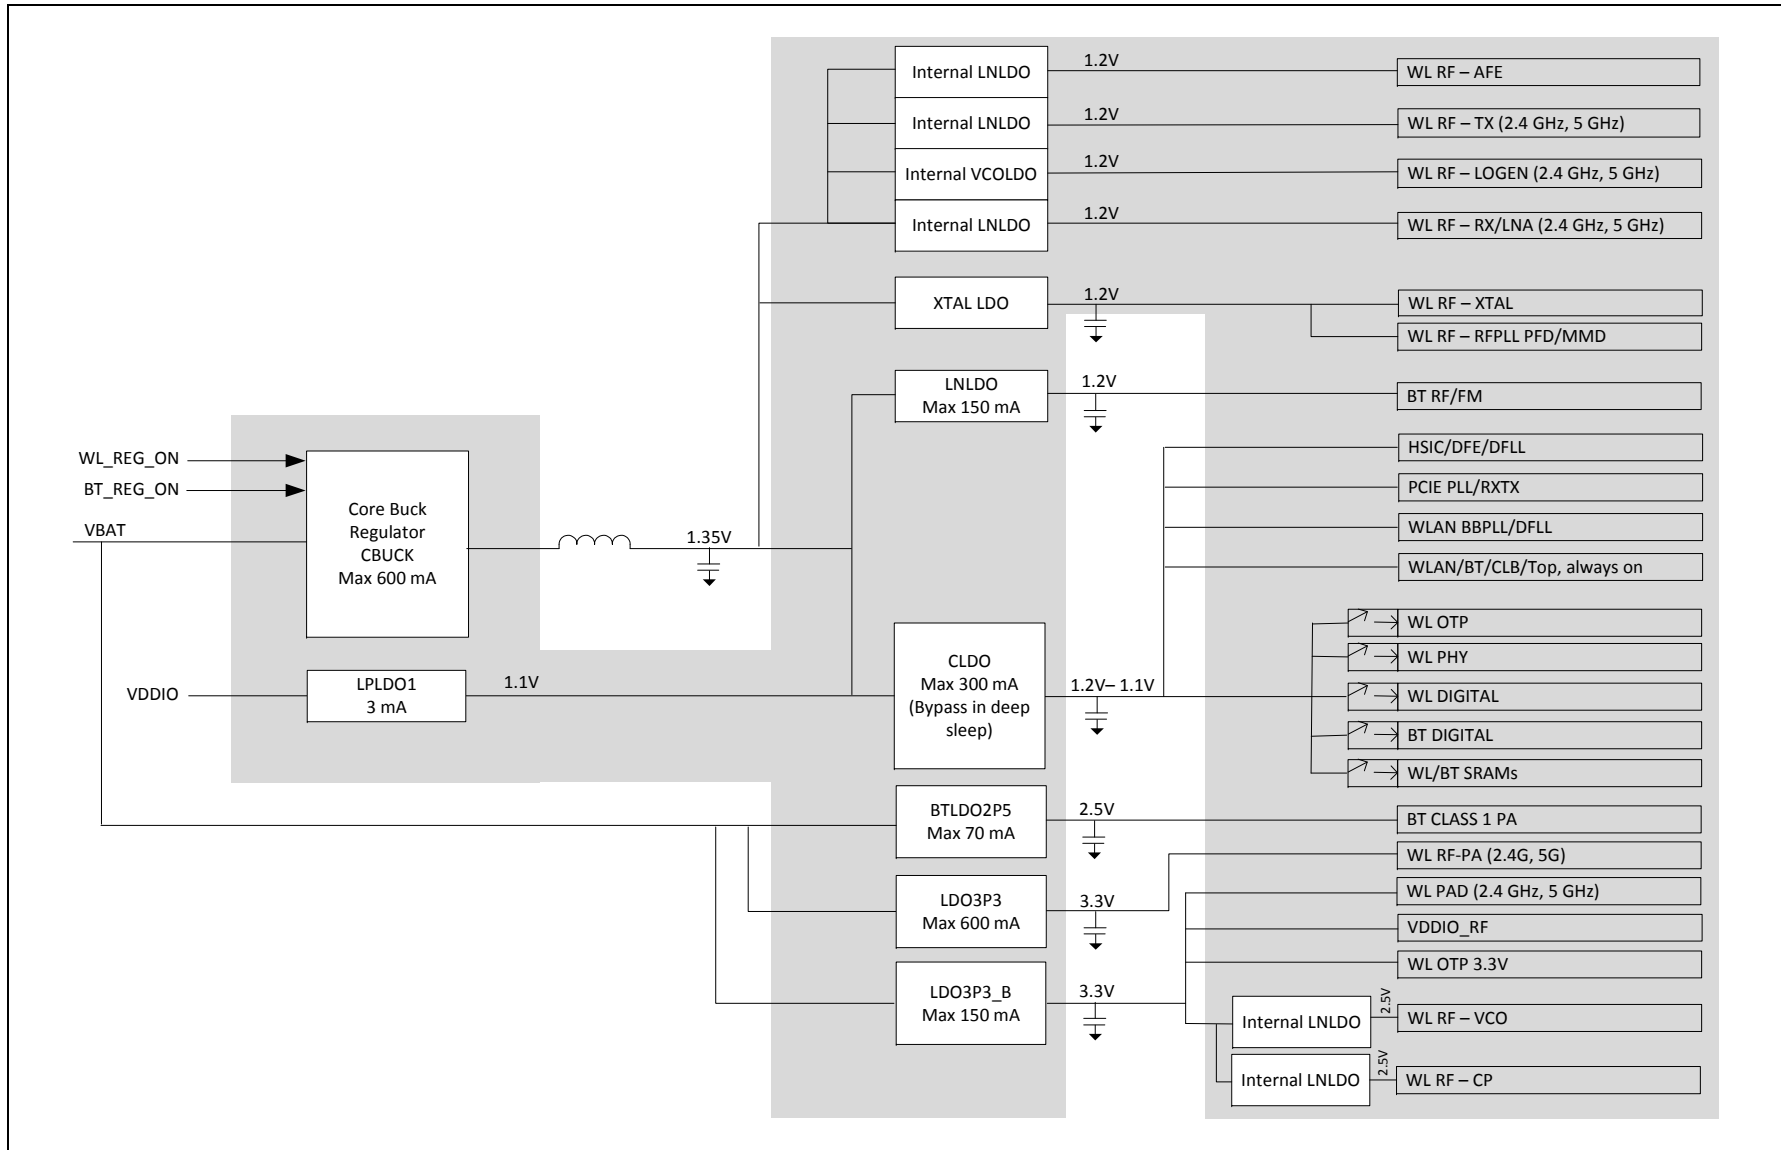 Internal LNLDO
1.2V
WL RF – AFE
Internal LNLDO
1.2V
WL RF – TX (2.4 GHz, 5 GHz)
Internal VCOLDO
1.2V
WL RF – LOGEN (2.4 GHz, 5 GHz)
Internal LNLDO
1.2V
WL RF – RX/LNA (2.4 GHz, 5 GHz)
XTAL LDO
1.2V
WL RF – XTAL
WL RF – RFPLL PFD/MMD
LNLDO
Max 150 mA
1.2V
BT RF/FM
WL_REG_ON
BT_REG_ON
VBAT
Core Buck
Regulator
CBUCK
Max 600 mA
1.35V
HSIC/DFE/DFLL
PCIE PLL/RXTX
WLAN BBPLL/DFLL
WLAN/BT/CLB/Top, always on
VDDIO
LPLDO1
3 mA
1.1V
CLDO
Max 300 mA
(Bypass in deep
sleep)
1.2V– 1.1V
WL OTP
WL PHY
WL DIGITAL
BT DIGITAL
WL/BT SRAMs
BTLDO2P5
Max 70 mA
2.5V
BT CLASS 1 PA
LDO3P3
Max 600 mA
3.3V
WL RF-PA (2.4G, 5G)
LDO3P3_B
Max 150 mA
3.3V
WL PAD (2.4 GHz, 5 GHz)
VDDIO_RF
WL OTP 3.3V
Internal LNLDO
2.5V
WL RF – VCO
Internal LNLDO
2.5V
WL RF – CP